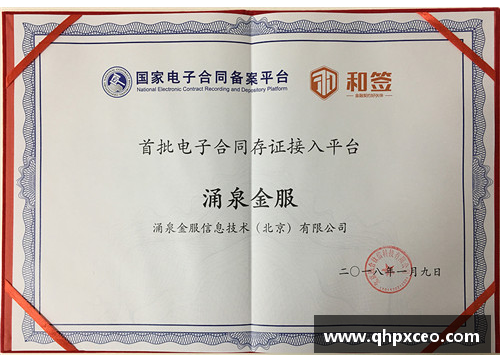 国家电子合同备案平台
National Electronic Contract Recording and Depository Platform
和签
首批电子合同存证接入平台
涌泉金服
涌泉金服信息技术（北京）有限公司
二〇一八年一月九日
www.qhpxceo.com